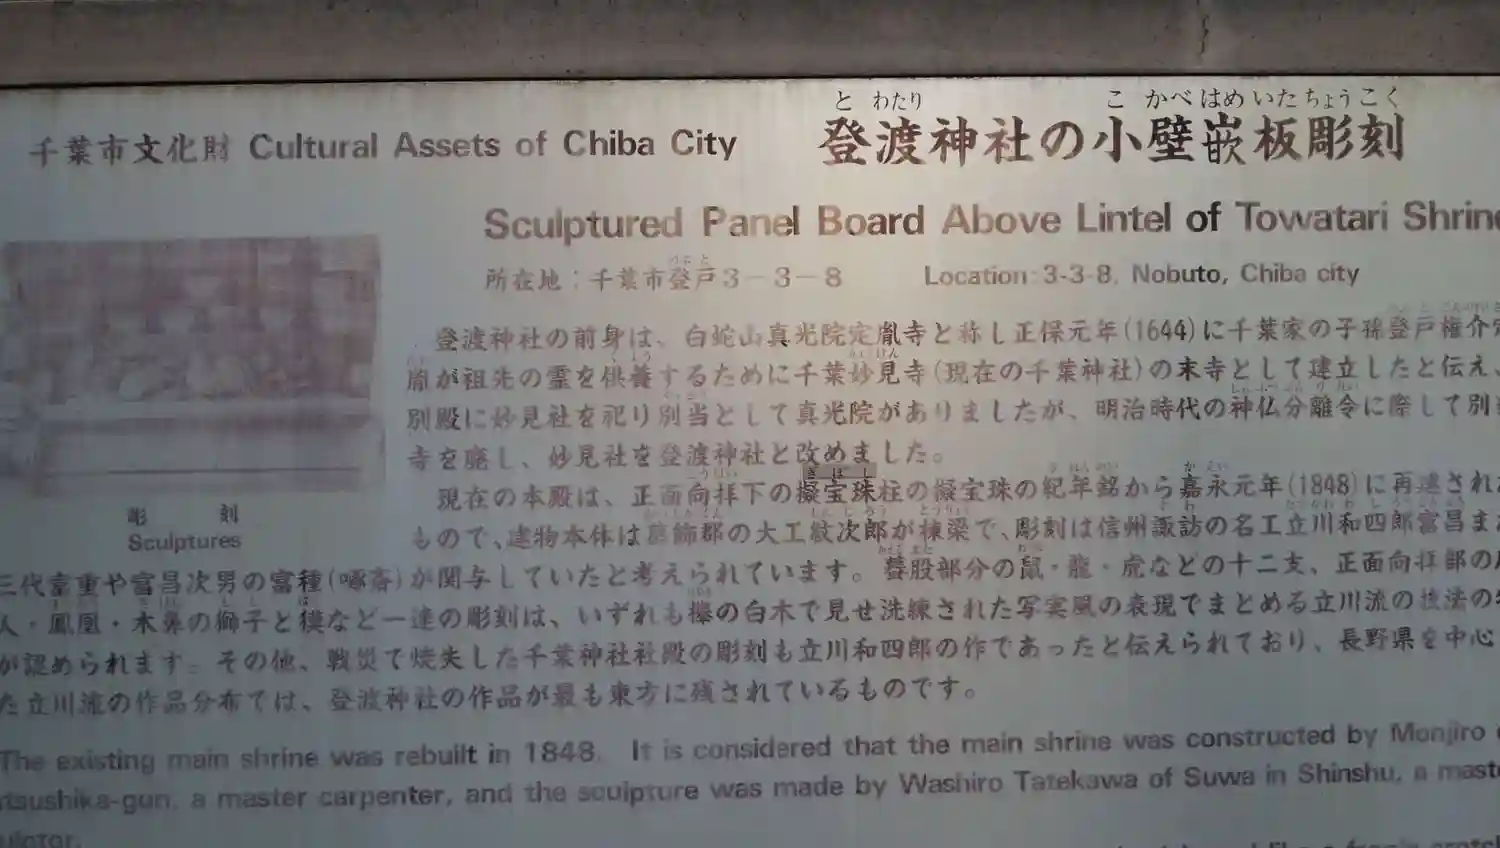 千葉市文化財 Cultural Assets of Chiba City
と わたり こ かべ はめ いた ちょう こく
登渡神社の小壁嵌板彫刻
Sculptured Panel Board Above Lintel of Towatari Shrine
所在地：千葉市登戸3－3－8 Location:3-3-8, Nobuto, Chiba city
登渡神社の前身は、白蛇山真光院定胤寺と称し正保元年(1644)に千葉家の子孫登戸権介定
胤が祖先の霊を供養するために千葉妙見寺(現在の千葉神社)の末寺として建立したと伝え、
別殿に妙見社を祀り別当として真光院がありましたが、明治時代の神仏分離令に際して別当
寺を廃し、妙見社を登渡神社と改めました。
ぎ ぼ し
現在の本殿は、正面向拝下の擬宝珠柱の擬宝珠の紀年銘から嘉永元年(1848)に再建された
もので、建物本体は葛飾郡の大工紋次郎が棟梁で、彫刻は信州諏訪の名工立川和四郎富昌ま
三代富重や富昌次男の富種(啄斎)が関与していたと考えられています。蟇股部分の鼠・龍・虎などの十二支、正面向拝部の
人・鳳凰・木鼻の獅子と獏など一連の彫刻は、いずれも欅の白木で見せ洗練された写実風の表現でまとめる立川流の技法の
が認められます。その他、戦災で焼失した千葉神社社殿の彫刻も立川和四郎の作であったと伝えられており、長野県を中心
た立川流の作品分布では、登渡神社の作品が最も東方に残されているものです。
彫 刻
Sculptures
The existing main shrine was rebuilt in 1848. It is considered that the main shrine was constructed by Monjiro
tsushika-gun, a master carpenter, and the sculpture was made by Washiro Tatekawa of Suwa in Shinshu, a maste
ulptor.